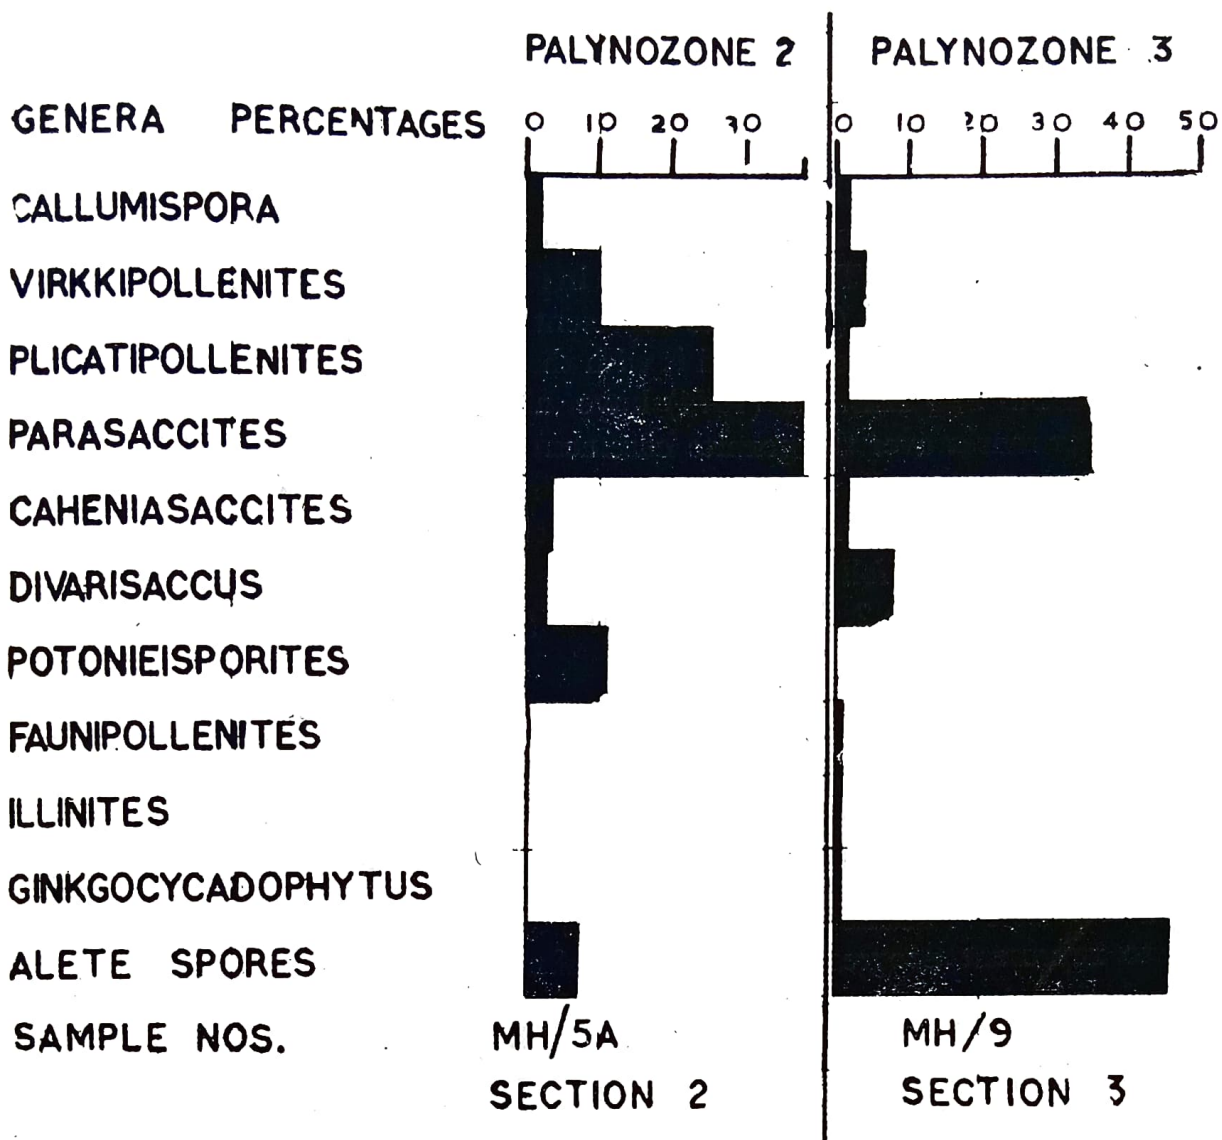 PALYNOZONE 2 PALYNOZONE 3
GENERA PERCENTAGES 0 10 20 30 0 10 20 30 40 50
CALLUMISPORA
VIRKKIPOLLENITES
PLICATIPOLLENITES
PARASACCITES
CAHENIASACCITES
DIVARISACCUS
POTONIEISPORITES
FAUNIPOLLENITES
ILLINITES
GINKGOCYCADOPHYTUS
ALETE SPORES
SAMPLE NOS. MH/5A MH/9
SECTION 2 SECTION 3